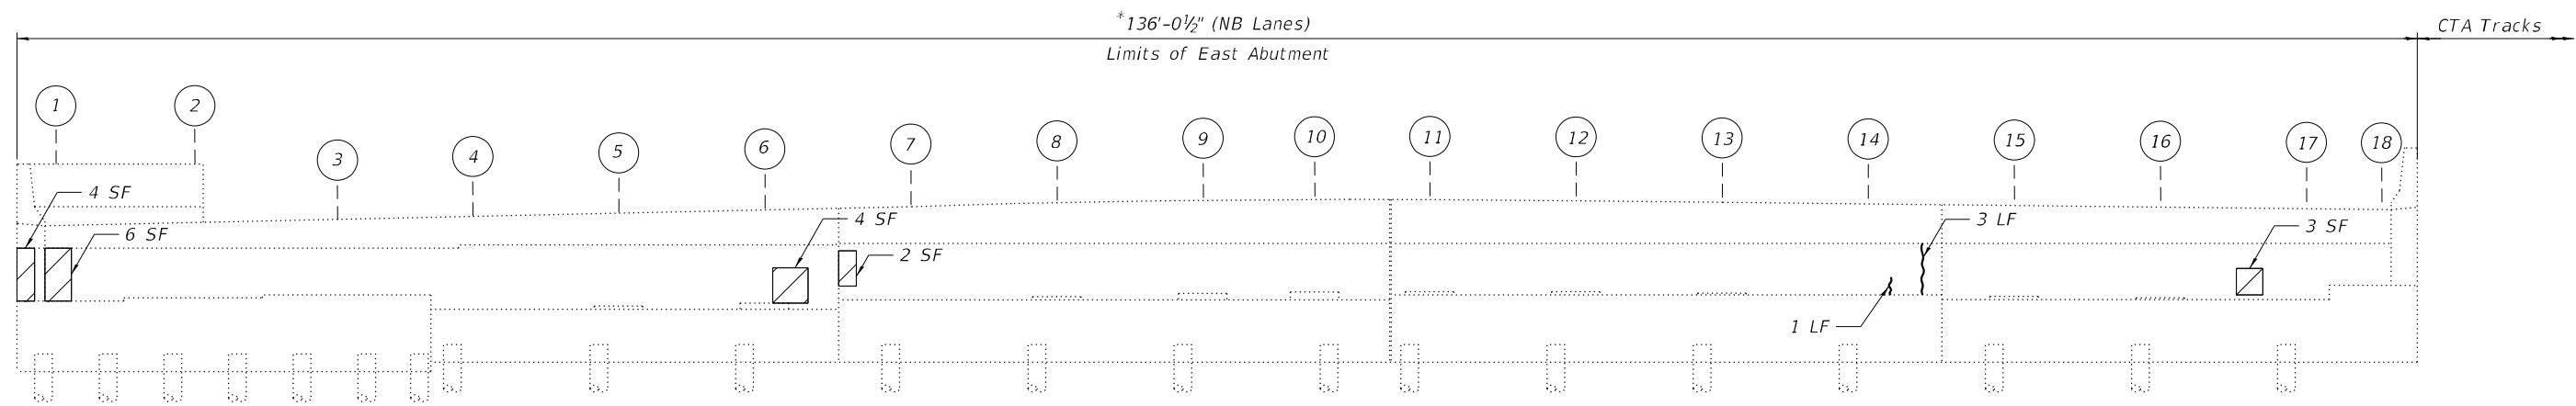 *136'-0½" (NB Lanes)
CTA Tracks
Limits of East Abutment
1
2
3
4
5
6
7
8
9
10
11
12
13
14
15
16
17
18
4 SF
6 SF
4 SF
2 SF
3 LF
3 SF
1 LF